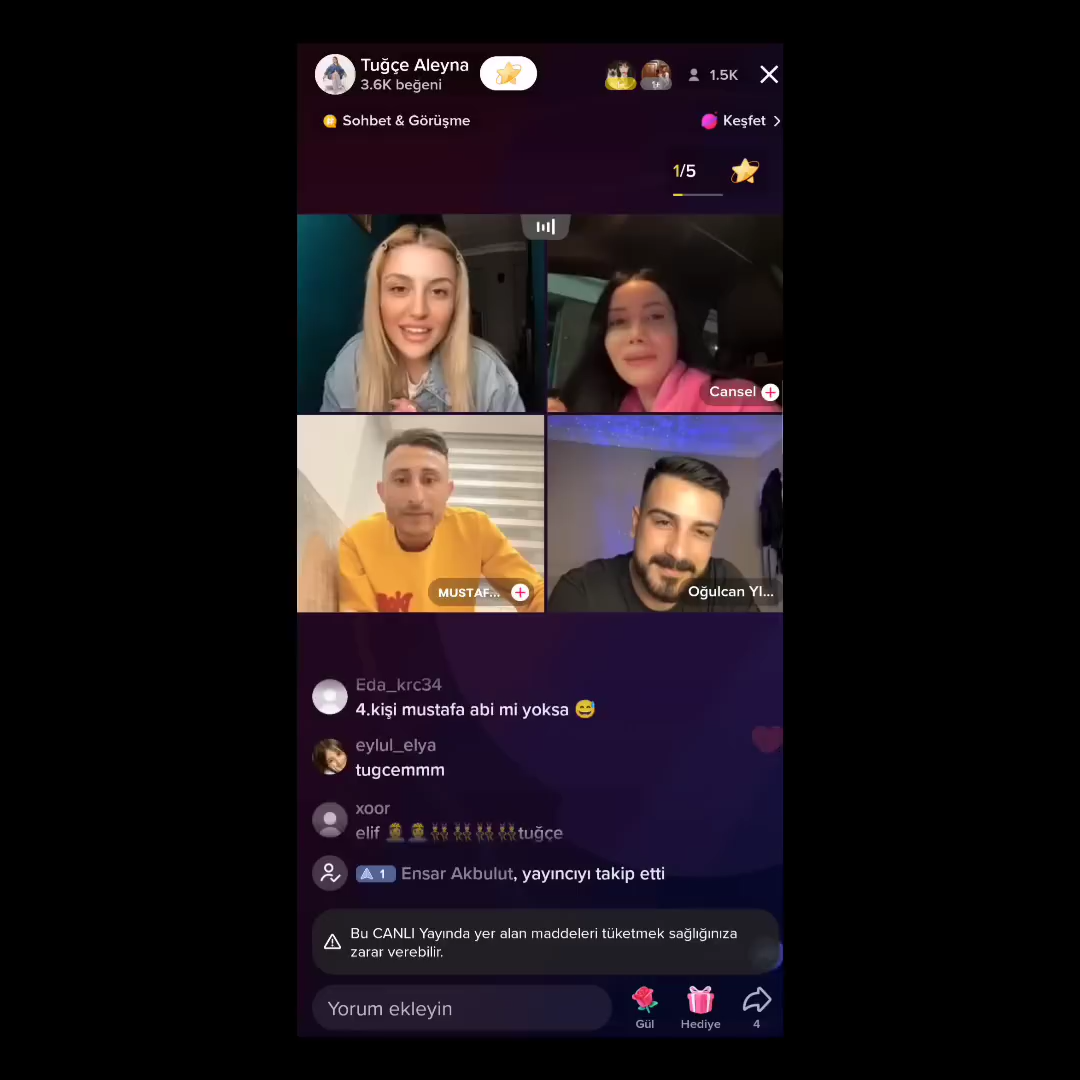 Tuğçe Aleyna
3.6K beğeni
1.5K
Sohbet & Görüşme
Keşfet
1/5
Cansel
MUSTAF...
Oğulcan Yl...
Eda_krc34
4.kişi mustafa abi mi yoksa 😅
eylul_elya
tugcemmm
xoor
elif 💆💆👯👯👯👯tuğçe
1 Ensar Akbulut, yayıncıyı takip etti
Bu CANLI Yayında yer alan maddeleri tüketmek sağlığınıza
zarar verebilir.
Yorum ekleyin
Gül
Hediye
4